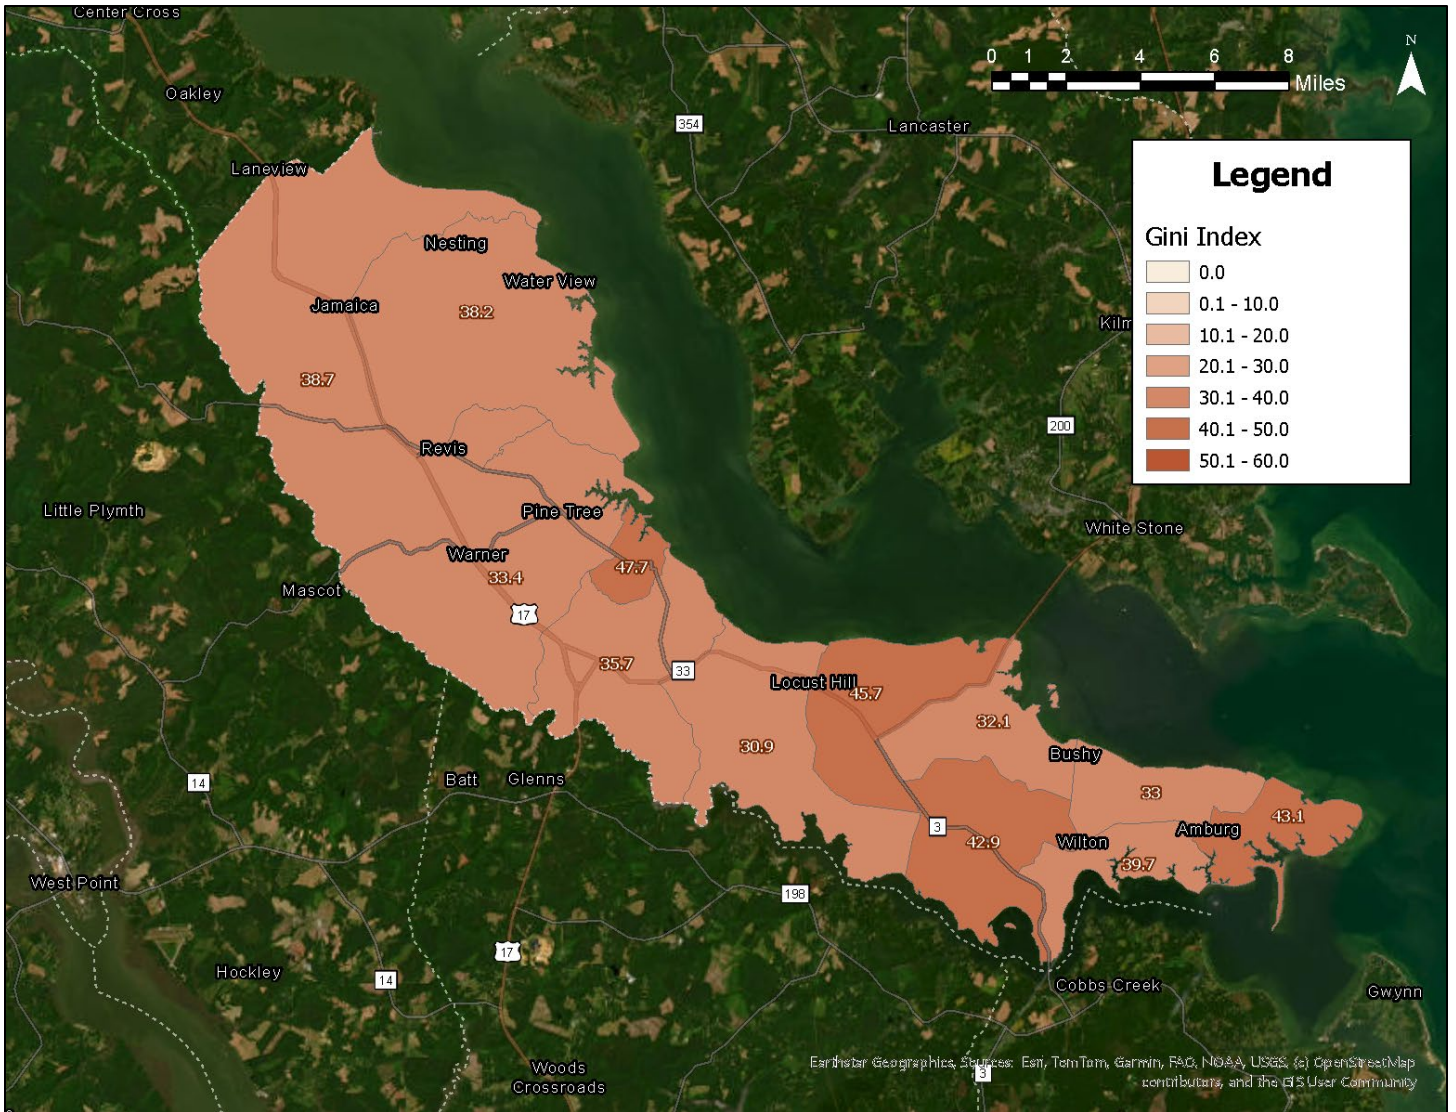 Center Cross
Oakley
0 1 2 4 6 8
Miles
N
354
Lancaster
Laneview
Legend
Gini Index
0.0
0.1 - 10.0
10.1 - 20.0
20.1 - 30.0
30.1 - 40.0
40.1 - 50.0
50.1 - 60.0
Nesting
Water View
Jamaica
38.2
Kilm
38.7
200
Revis
Little Plymth
Pine Tree
White Stone
Warner
47.7
33.4
Mascot
17
35.7
33
Locust Hill
45.7
32.1
30.9
Bushy
Batt
Glenns
14
33
43.1
3
Amburg
42.9
Wilton
39.7
West Point
198
17
Hockley
14
Cobbs Creek
Gwynn
Woods
Crossroads
3
Earthstar Geographics, Sources: Esri, TomTom, Garmin, FAO, NOAA, USGS, (c) OpenStreetMap
contributors, and the GIS User Community